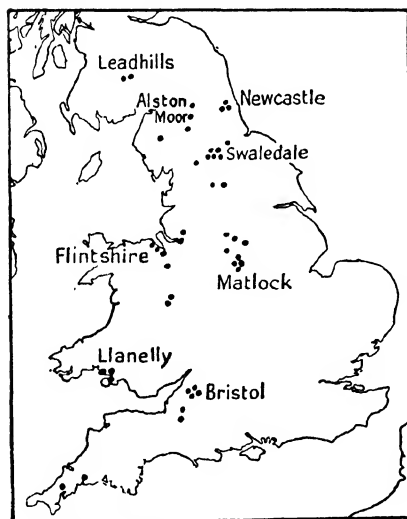 Leadhills
Alston
Moor
Newcastle
Swaledale
Flintshire
Matlock
Llanelly
Bristol